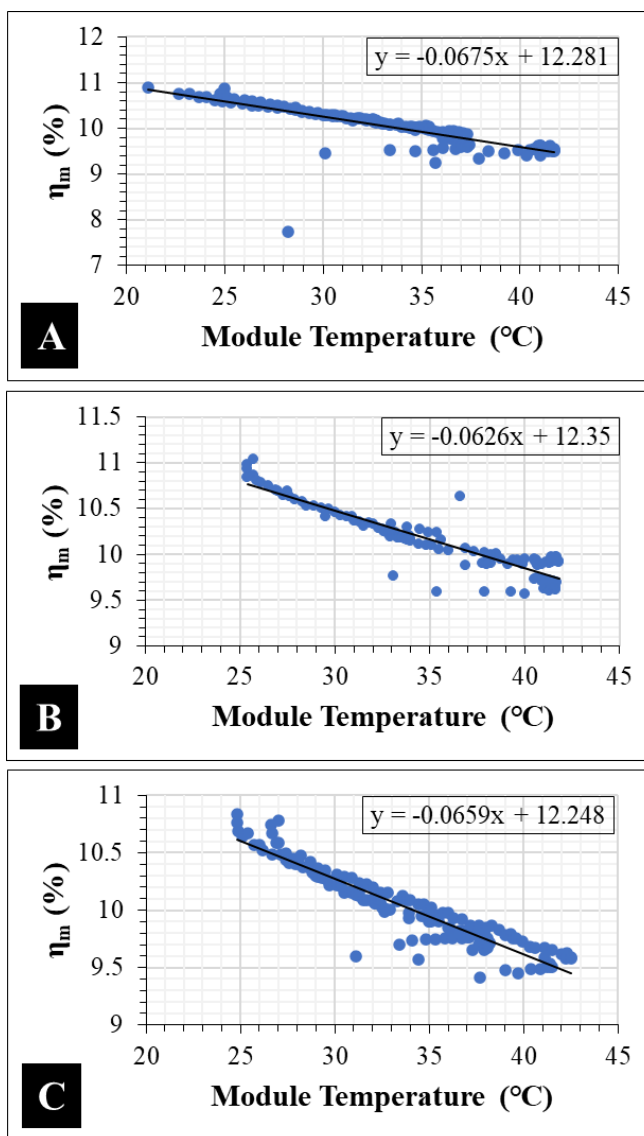 12
y = -0.0675x + 12.281
11
10
9
8
7
ηm (%)
20 25 30 35 40 45
Module Temperature (°C)
A
11.5
y = -0.0626x + 12.35
11
10.5
10
9.5
9
ηm (%)
20 25 30 35 40 45
Module Temperature (°C)
B
11
y = -0.0659x + 12.248
10.5
10
9.5
9
ηm (%)
20 25 30 35 40 45
Module Temperature (°C)
C